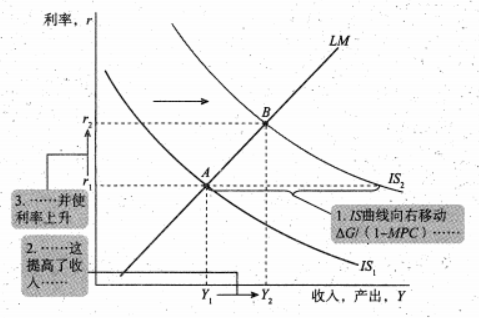 利率，r
LM
B
r₂
A
r₁
IS₂
3. ……并使
利率上升
1. IS曲线向右移动
ΔG/（1-MPC）……
2. ……这
提高了收
入……
IS₁
Y₁
Y₂
收入，产出，Y